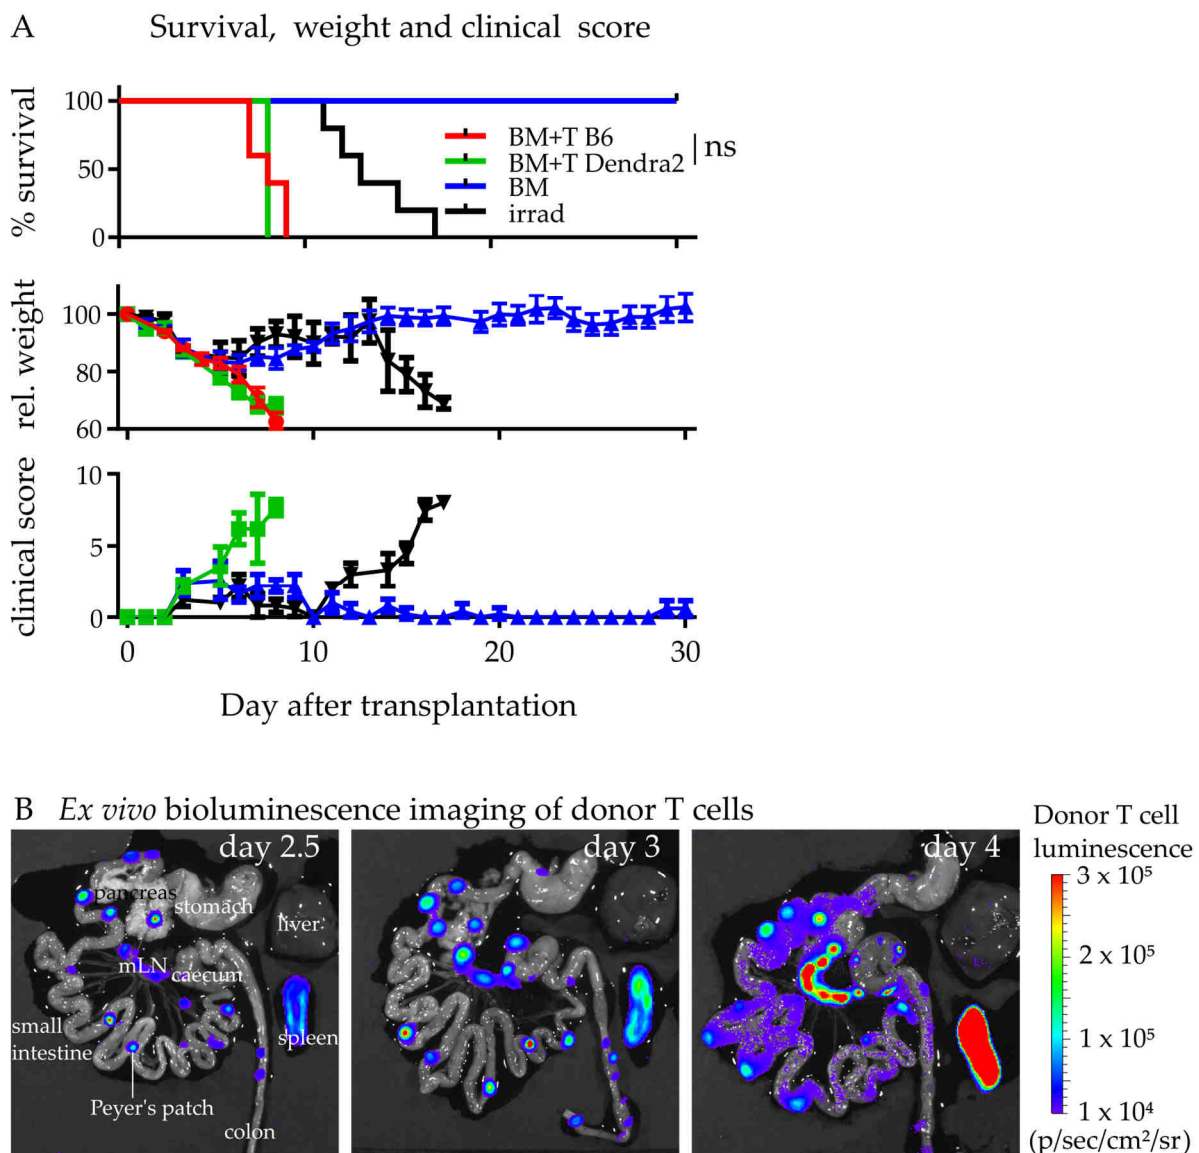 A
Survival, weight and clinical score
% survival
100
50
0
BM+T B6
BM+T Dendra2
BM
irrad
ns
rel. weight
100
80
60
clinical score
10
5
0
0 10 20 30
Day after transplantation
B Ex vivo bioluminescence imaging of donor T cells
day 2.5
pancreas
stomach
liver
mLN
caecum
small
intestine
spleen
Peyer's patch
colon
day 3
day 4
Donor T cell
luminescence
3 x 10⁵
2 x 10⁵
1 x 10⁵
1 x 10⁴
(p/sec/cm²/sr)